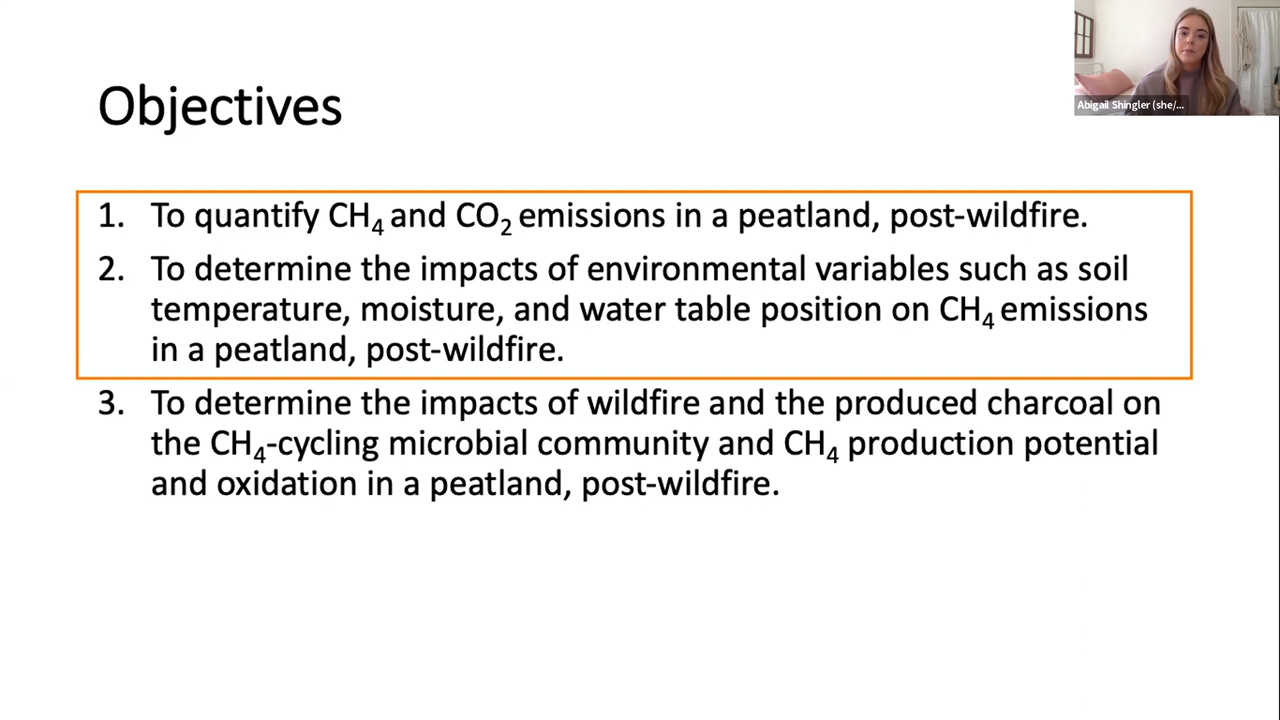 Objectives
Abigail Shingler (she/...
1. To quantify CH₄ and CO₂ emissions in a peatland, post-wildfire.
2. To determine the impacts of environmental variables such as soil
temperature, moisture, and water table position on CH₄ emissions
in a peatland, post-wildfire.
3. To determine the impacts of wildfire and the produced charcoal on
the CH₄-cycling microbial community and CH₄ production potential
and oxidation in a peatland, post-wildfire.